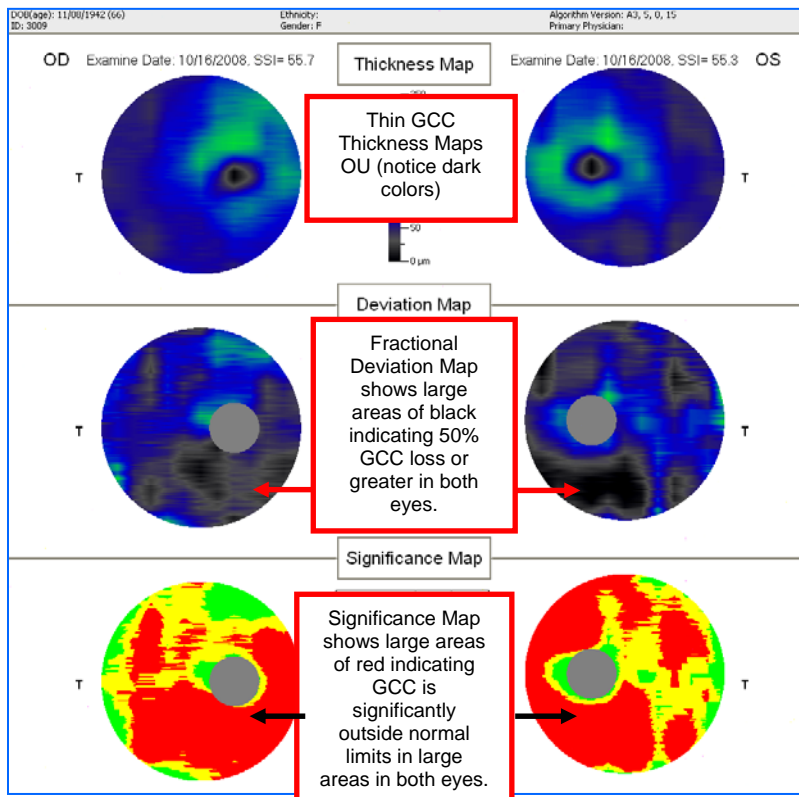 DOB(age): 11/08/1942 (66)
Ethnicity:
Algorithm Version: A3, 5, 0, 15
ID: 3009
Gender: F
Primary Physician:
OD
Examine Date: 10/16/2008, SSI= 55.7
Thickness Map
Examine Date: 10/16/2008, SSI= 55.3
OS
Thin GCC
Thickness Maps
OU (notice dark
colors)
T
T
50
0 µm
Deviation Map
Fractional
Deviation Map
shows large
areas of black
indicating 50%
GCC loss or
greater in both
eyes.
T
T
Significance Map
Significance Map
shows large areas
of red indicating
GCC is
significantly
outside normal
limits in large
areas in both eyes.
T
T